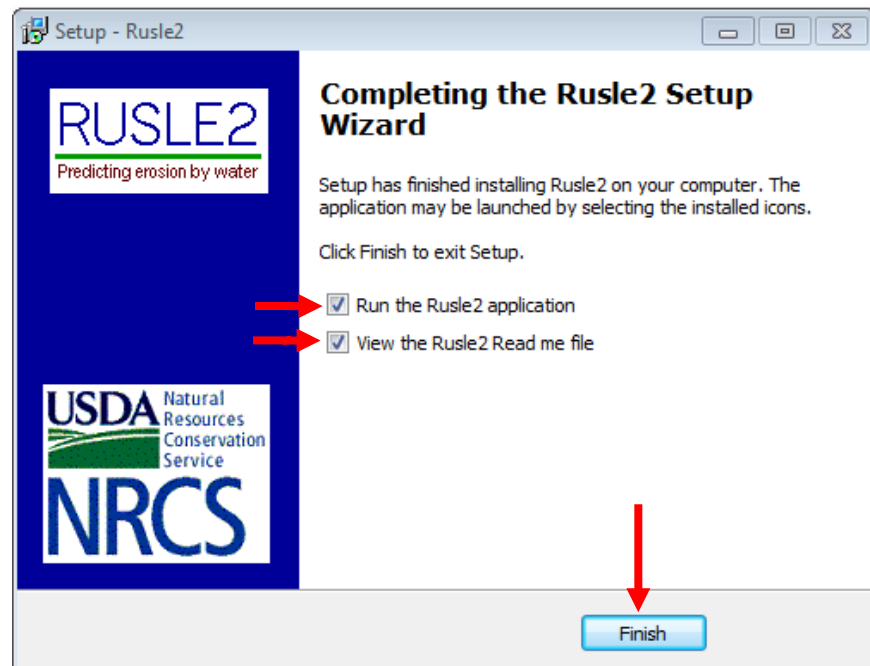 Setup - Rusle2
RUSLE2
Predicting erosion by water
Completing the Rusle2 Setup
Wizard
Setup has finished installing Rusle2 on your computer. The
application may be launched by selecting the installed icons.
Click Finish to exit Setup.
Run the Rusle2 application
View the Rusle2 Read me file
USDA
Natural
Resources
Conservation
Service
NRCS
Finish